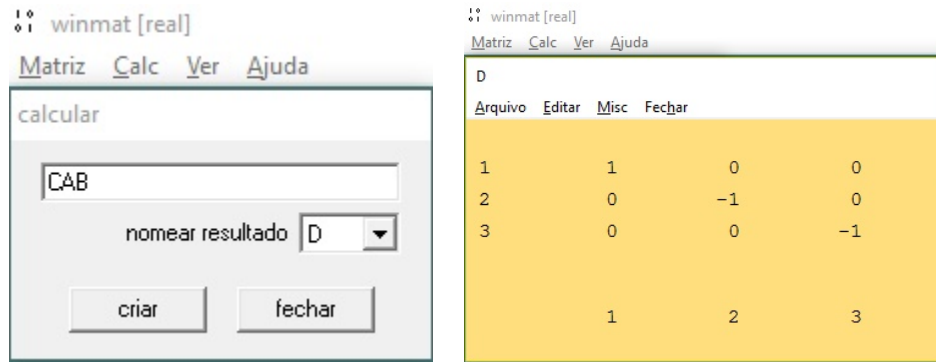 winmat [real]
Matriz Calc Ver Ajuda
calcular
CAB
nomear resultado D
criar fechar
winmat [real]
Matriz Calc Ver Ajuda
D
Arquivo Editar Misc Fechar
1 1 0 0
2 0 -1 0
3 0 0 -1
1 2 3